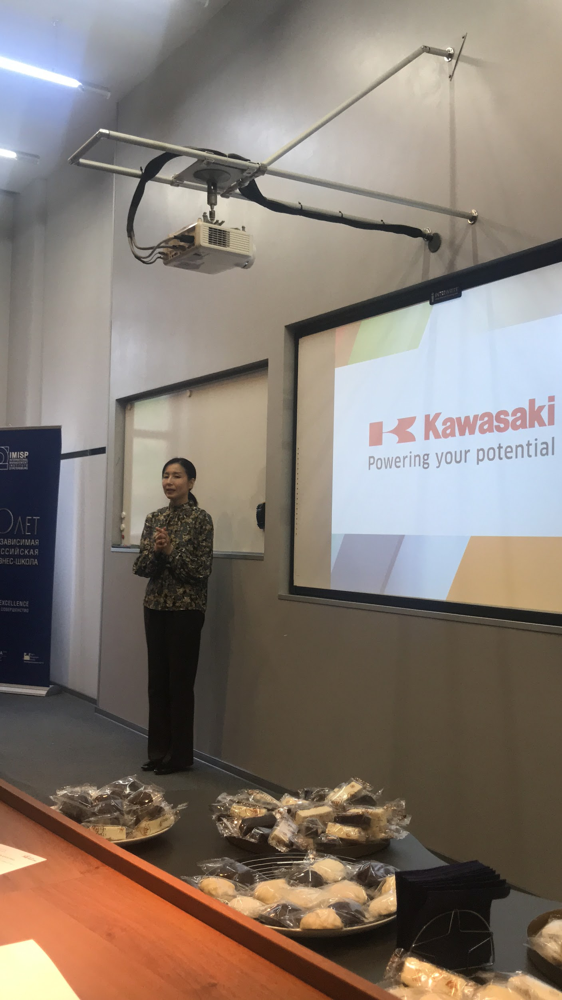 INTERWRITE
Kawasaki
Powering your potential
IMISP
INTERNATIONAL
MANAGEMENT
INSTITUTE
ST.PETERSBURG
ЛЕТ
ЗАВИСИМАЯ
ССИЙСКАЯ
ЗНЕС-ШКОЛА
EXCELLENCE
СОВЕРШЕНСТВО